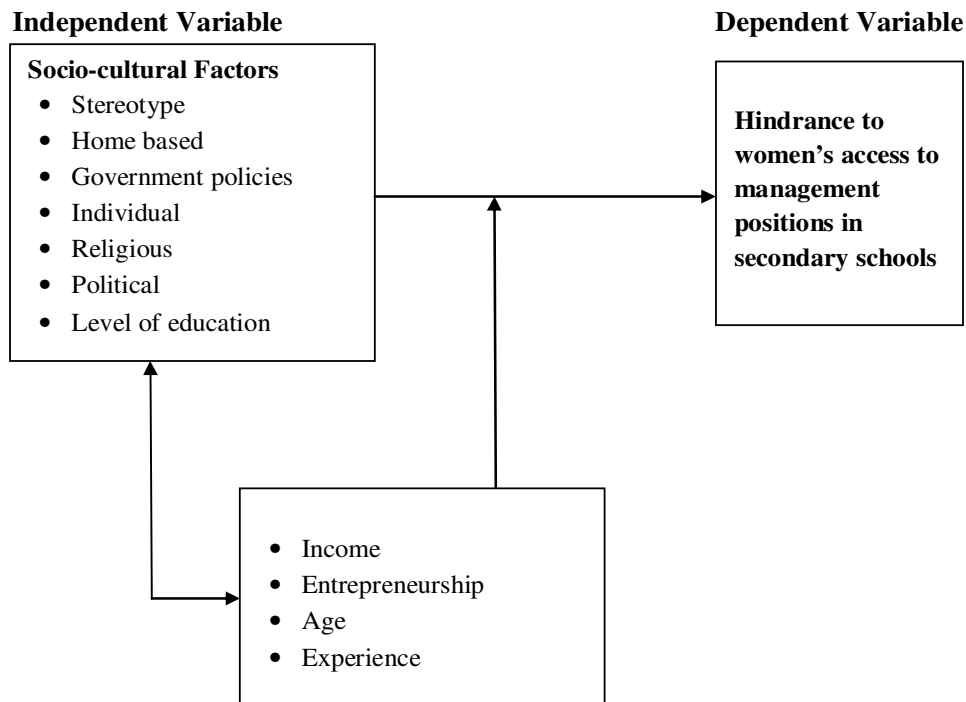 Independent Variable
Dependent Variable
Socio-cultural Factors
• Stereotype
• Home based
• Government policies
• Individual
• Religious
• Political
• Level of education
Hindrance to
women’s access to
management
positions in
secondary schools
• Income
• Entrepreneurship
• Age
• Experience